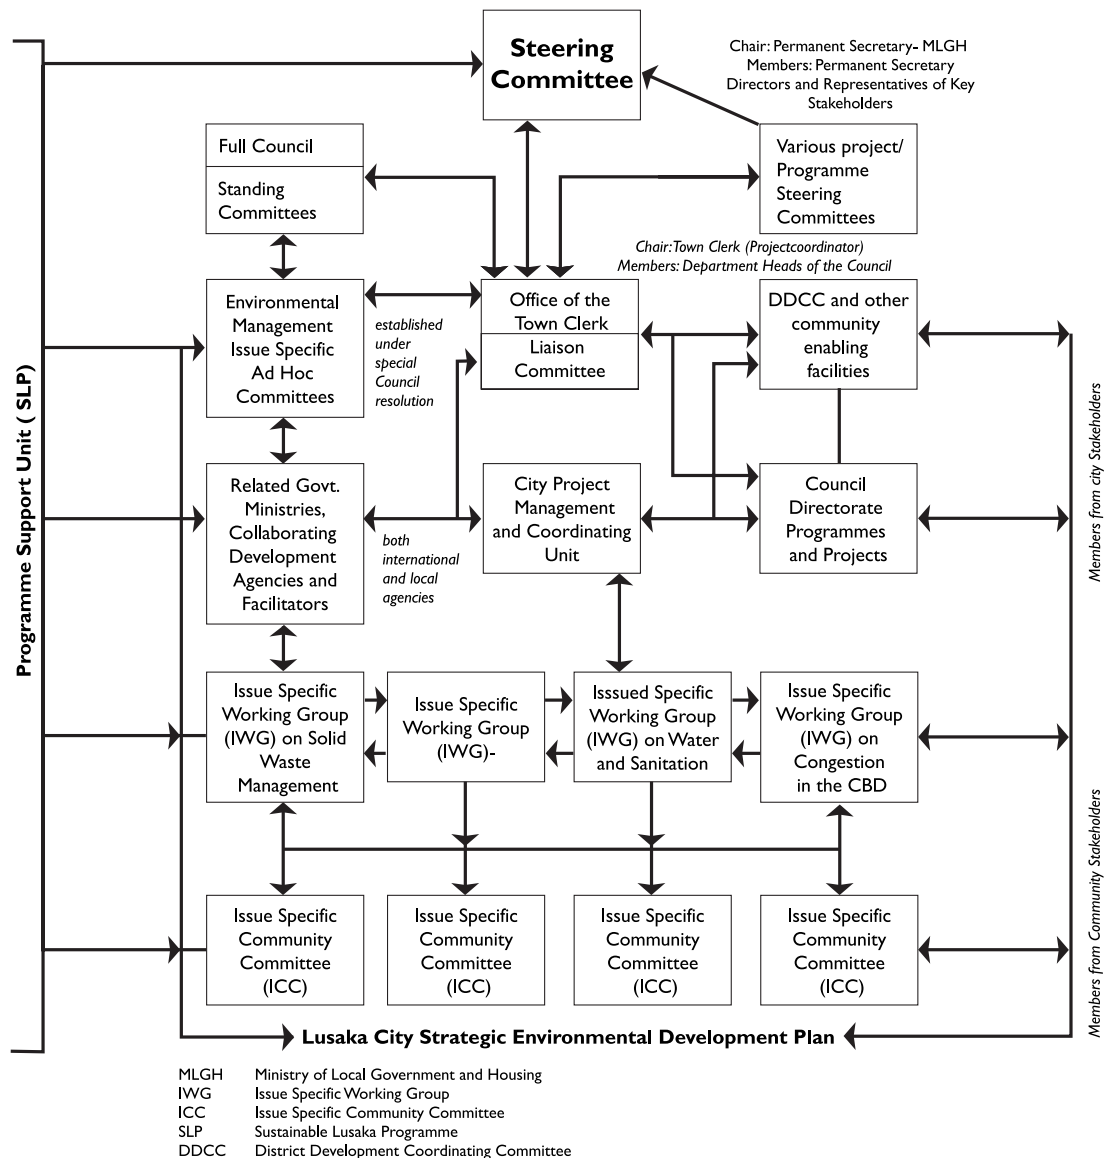 Steering
Committee
Chair: Permanent Secretary- MLGH
Members: Permanent Secretary
Directors and Representatives of Key
Stakeholders
Full Council
Standing
Committees
Various project/
Programme
Steering
Committees
Chair:Town Clerk (Projectcoordinator)
Members: Department Heads of the Council
Programme Support Unit ( SLP)
Environmental
Management
Issue Specific
Ad Hoc
Committees
established
under
special
Council
resolution
Office of the
Town Clerk
Liaison
Committee
DDCC and other
community
enabling
facilities
Members from city Stakeholders
Related Govt.
Ministries,
Collaborating
Development
Agencies and
Facilitators
both
international
and local
agencies
City Project
Management
and Coordinating
Unit
Council
Directorate
Programmes
and Projects
Issue Specific
Working Group
(IWG) on Solid
Waste
Management
Issue Specific
Working Group
(IWG)-
Isssued Specific
Working Group
(IWG) on Water
and Sanitation
Issue Specific
Working Group
(IWG) on
Congestion
in the CBD
Members from Community Stakeholders
Issue Specific
Community
Committee
(ICC)
Issue Specific
Community
Committee
(ICC)
Issue Specific
Community
Committee
(ICC)
Issue Specific
Community
Committee
(ICC)
Lusaka City Strategic Environmental Development Plan
MLGH Ministry of Local Government and Housing
IWG Issue Specific Working Group
ICC Issue Specific Community Committee
SLP Sustainable Lusaka Programme
DDCC District Development Coordinating Committee